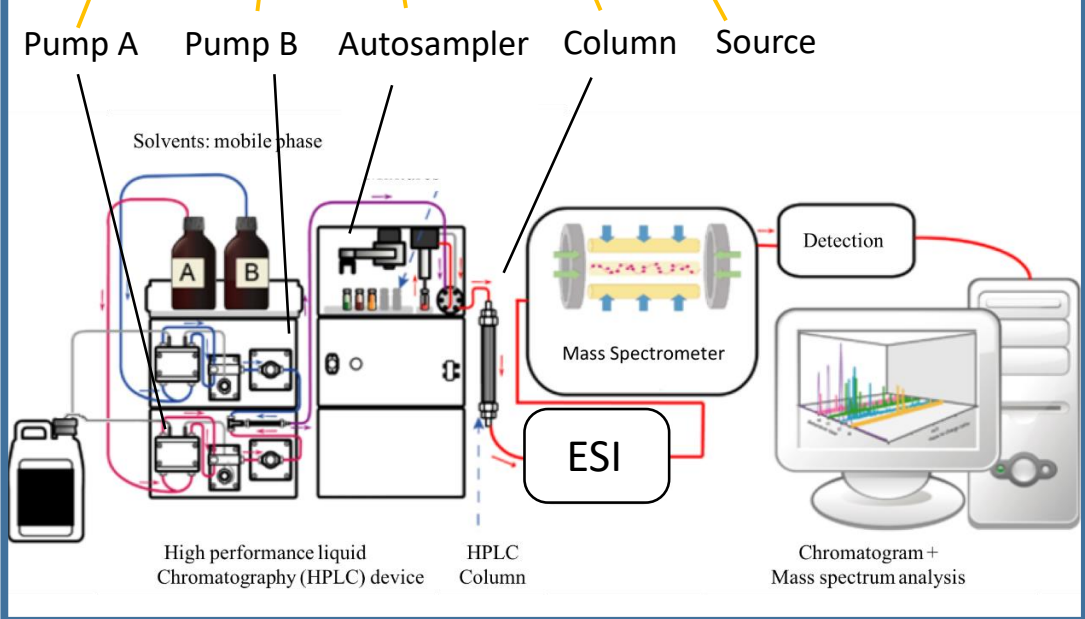 Pump A
Pump B
Autosampler
Column
Source
Solvents: mobile phase
A
B
Detection
Mass Spectrometer
ESI
High performance liquid
Chromatography (HPLC) device
HPLC
Column
Chromatogram +
Mass spectrum analysis